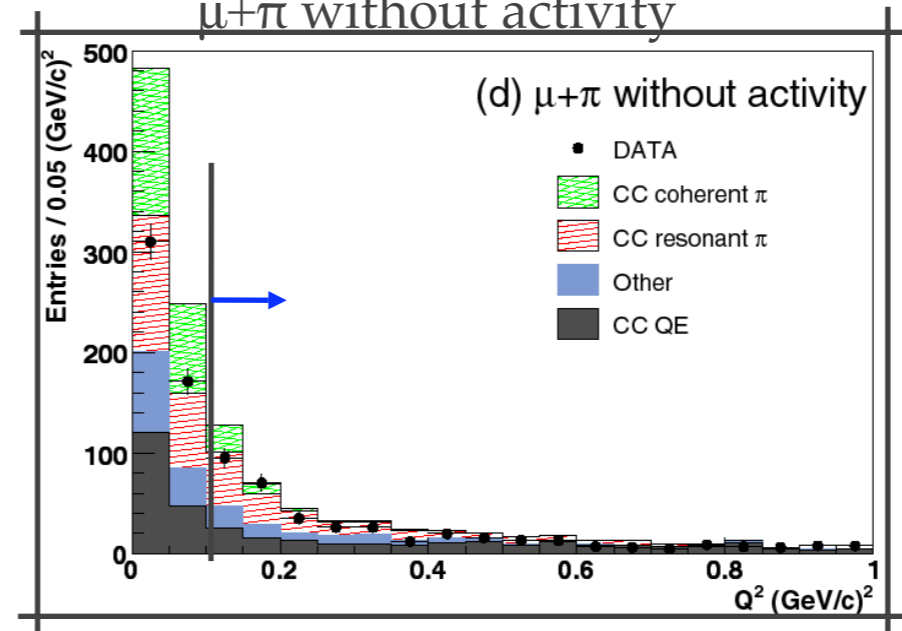 μ+π without activity
(d) μ+π without activity
DATA
CC coherent π
CC resonant π
Other
CC QE
Entries / 0.05 (GeV/c)²
500
400
300
200
100
0
0 0.2 0.4 0.6 0.8 1
Q² (GeV/c)²